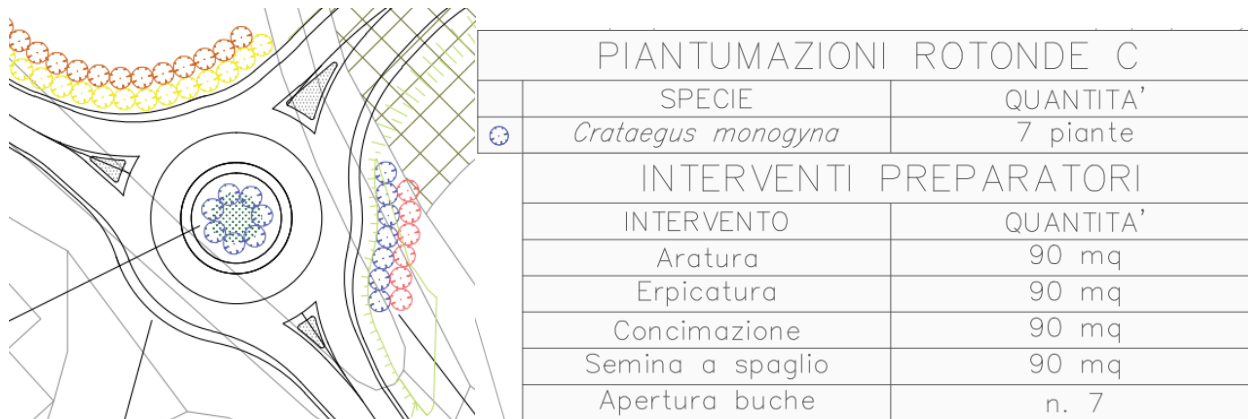 PIANTUMAZIONI ROTONDE C
SPECIE QUANTITA'
Crataegus monogyna 7 piante
INTERVENTI PREPARATORI
INTERVENTO QUANTITA'
Aratura 90 mq
Erpicatura 90 mq
Concimazione 90 mq
Semina a spaglio 90 mq
Apertura buche n. 7